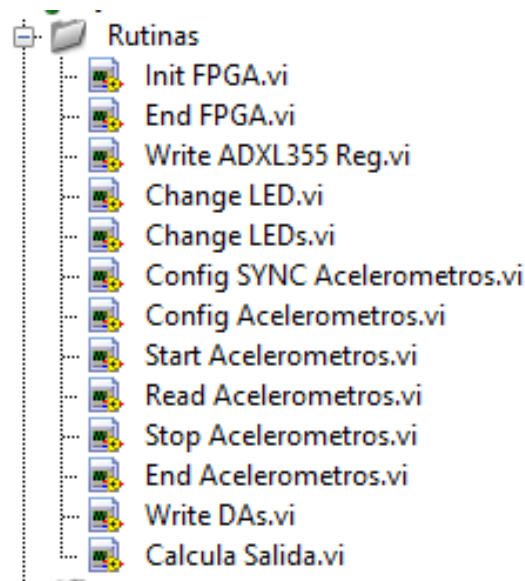 Rutinas
Init FPGA.vi
End FPGA.vi
Write ADXL355 Reg.vi
Change LED.vi
Change LEDs.vi
Config SYNC Acelerometros.vi
Config Acelerometros.vi
Start Acelerometros.vi
Read Acelerometros.vi
Stop Acelerometros.vi
End Acelerometros.vi
Write DAs.vi
Calcula Salida.vi